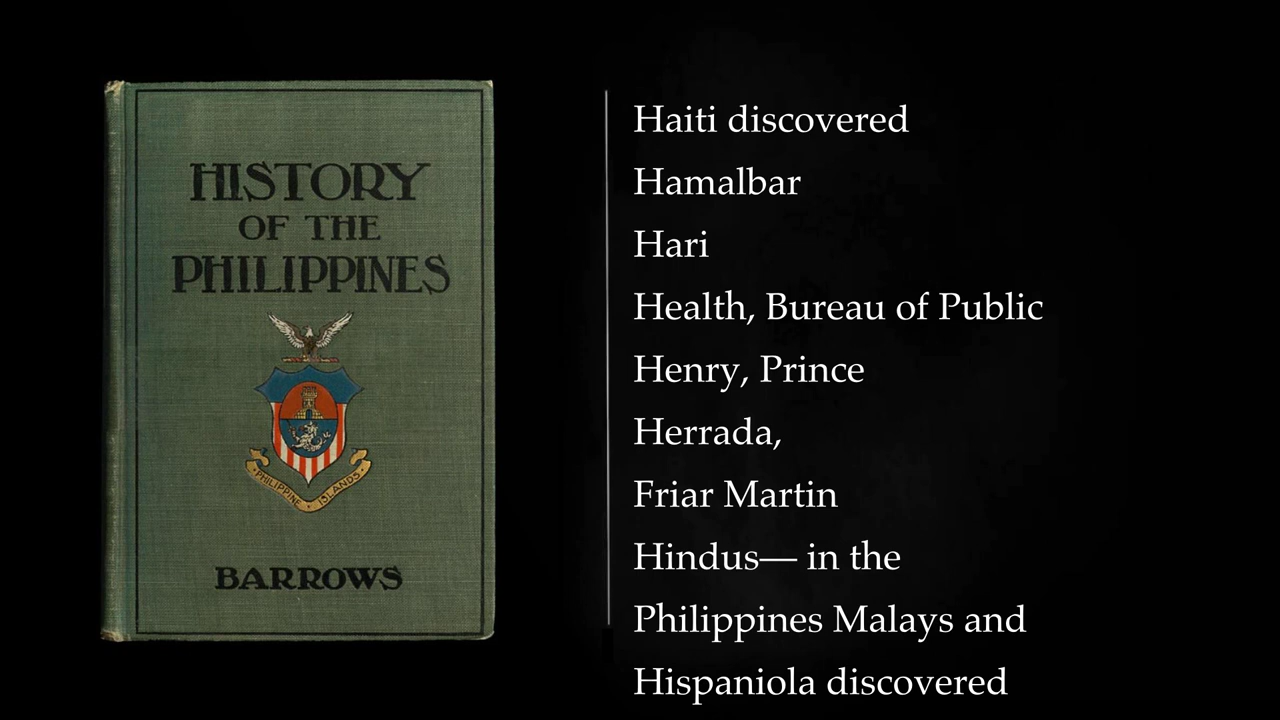 HISTORY
OF THE
PHILIPPINES
PHILIPPINE ISLANDS
BARROWS
Haiti discovered
Hamalbar
Hari
Health, Bureau of Public
Henry, Prince
Herrada,
Friar Martin
Hindus— in the
Philippines Malays and
Hispaniola discovered